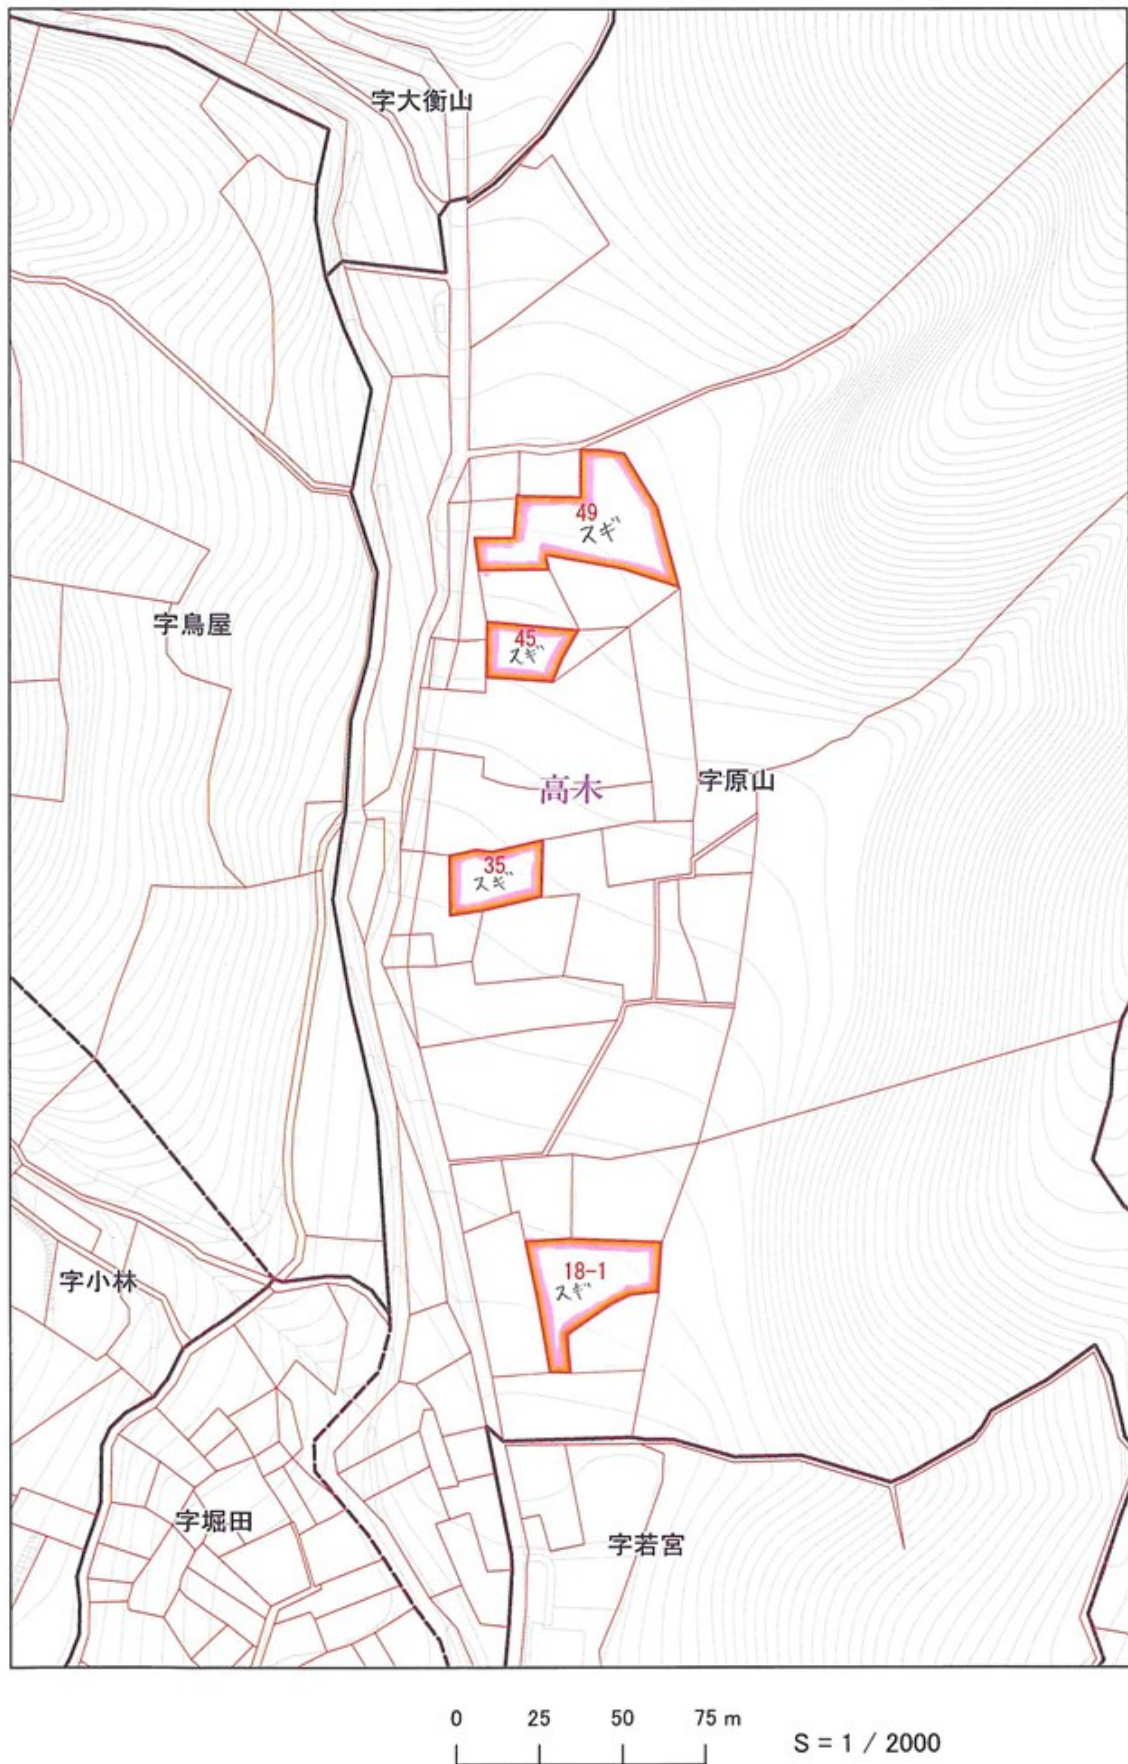 字大衡山
49
スギ
字鳥屋
45
スギ
高木
字原山
35
スギ
18-1
スギ
字小林
字堀田
字若宮
0 25 50 75 m
S = 1 / 2000